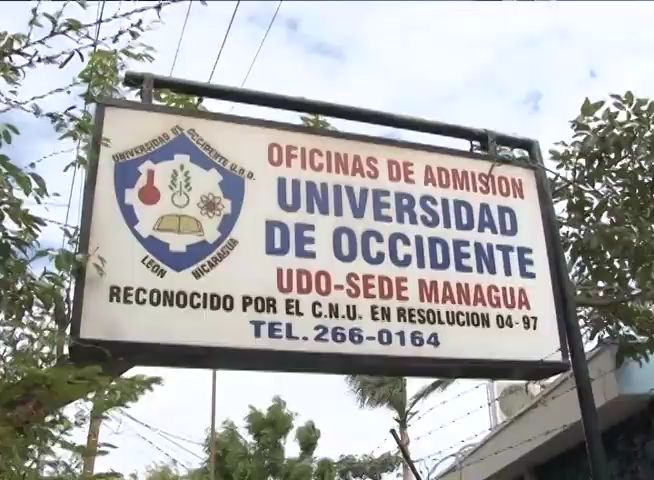 UNIVERSIDAD DE OCCIDENTE U.D.O.
LEON NICARAGUA
OFICINAS DE ADMISION
UNIVERSIDAD
DE OCCIDENTE
UDO-SEDE MANAGUA
RECONOCIDO POR EL C.N.U. EN RESOLUCION 04-97
TEL. 266-0164